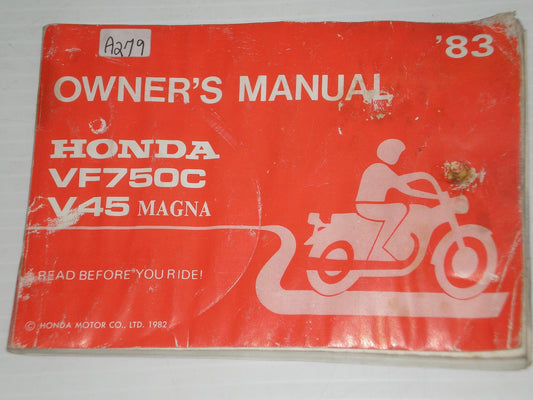 A279
'83
OWNER'S MANUAL
HONDA
VF750C
V45 MAGNA
READ BEFORE YOU RIDE!
© HONDA MOTOR CO., LTD. 1982